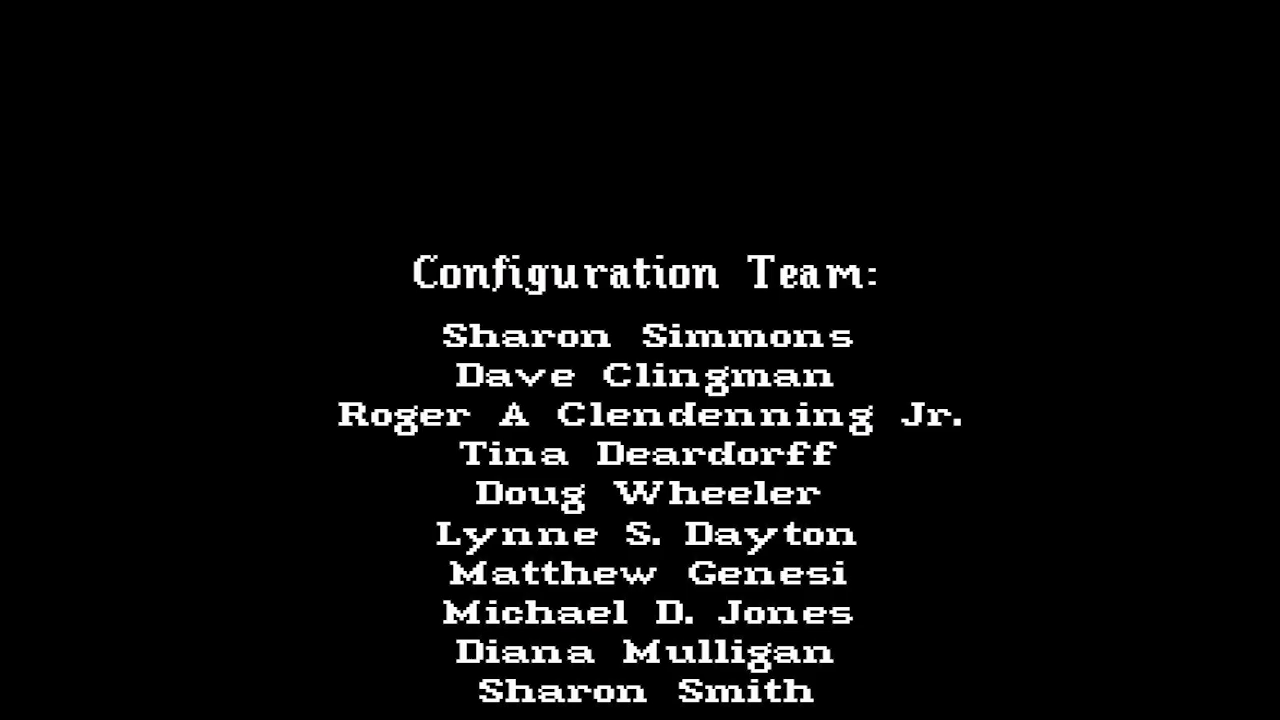 Configuration Team:
Sharon Simmons
Dave Clingman
Roger A Clendenning Jr.
Tina Deardorff
Doug Wheeler
Lynne S. Dayton
Matthew Genesi
Michael D. Jones
Diana Mulligan
Sharon Smith